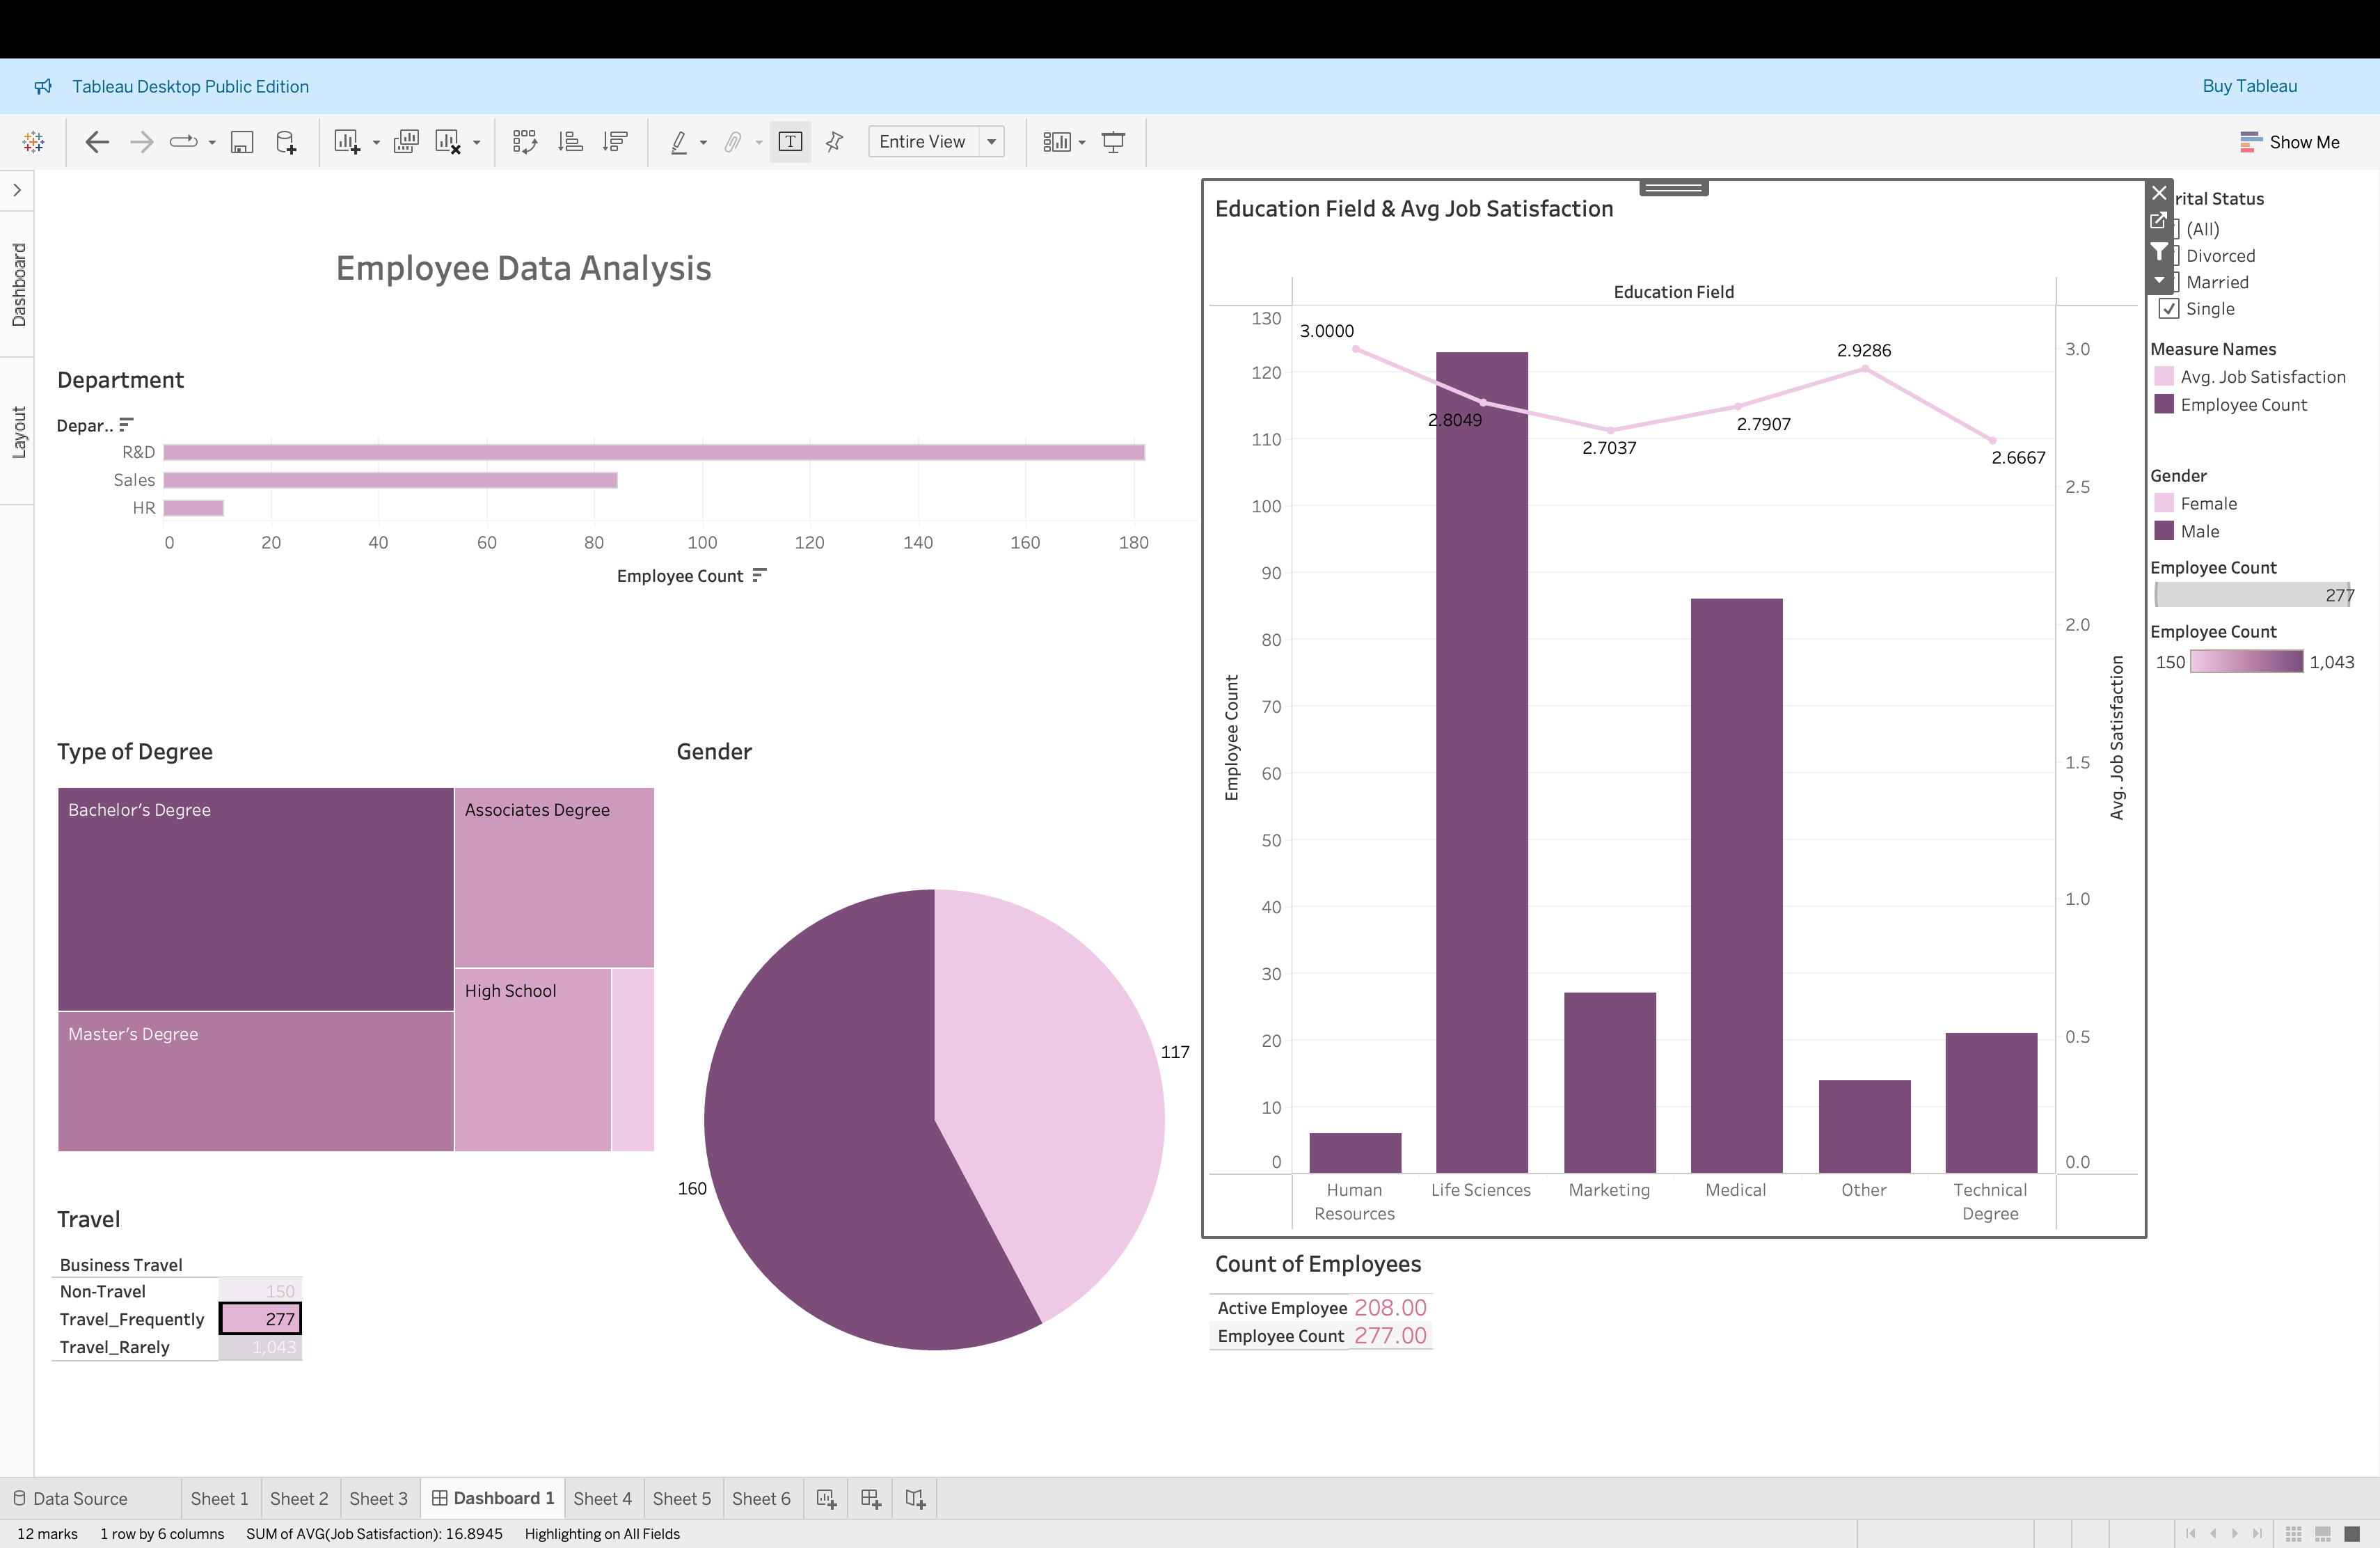 Tableau Desktop Public Edition
Buy Tableau
Entire View
Show Me
Dashboard
Layout
Employee Data Analysis
Department
Depar..
R&D
Sales
HR
0 20 40 60 80 100 120 140 160 180
Employee Count
Type of Degree
Bachelor's Degree
Associates Degree
Master's Degree
High School
Gender
117
160
Travel
Business Travel
Non-Travel 150
Travel_Frequently 277
Travel_Rarely 1,043
Education Field & Avg Job Satisfaction
Education Field
130
120
110
100
90
80
70
60
50
40
30
20
10
0
Employee Count
3.0000
2.8049
2.7037
2.7907
2.9286
2.6667
3.0
2.5
2.0
1.5
1.0
0.5
0.0
Avg. Job Satisfaction
Human Resources
Life Sciences
Marketing
Medical
Other
Technical Degree
Count of Employees
Active Employee 208.00
Employee Count 277.00
rital Status
(All)
Divorced
Married
Single
Measure Names
Avg. Job Satisfaction
Employee Count
Gender
Female
Male
Employee Count
277
Employee Count
150 1,043
Data Source Sheet 1 Sheet 2 Sheet 3 Dashboard 1 Sheet 4 Sheet 5 Sheet 6
12 marks 1 row by 6 columns SUM of AVG(Job Satisfaction): 16.8945 Highlighting on All Fields